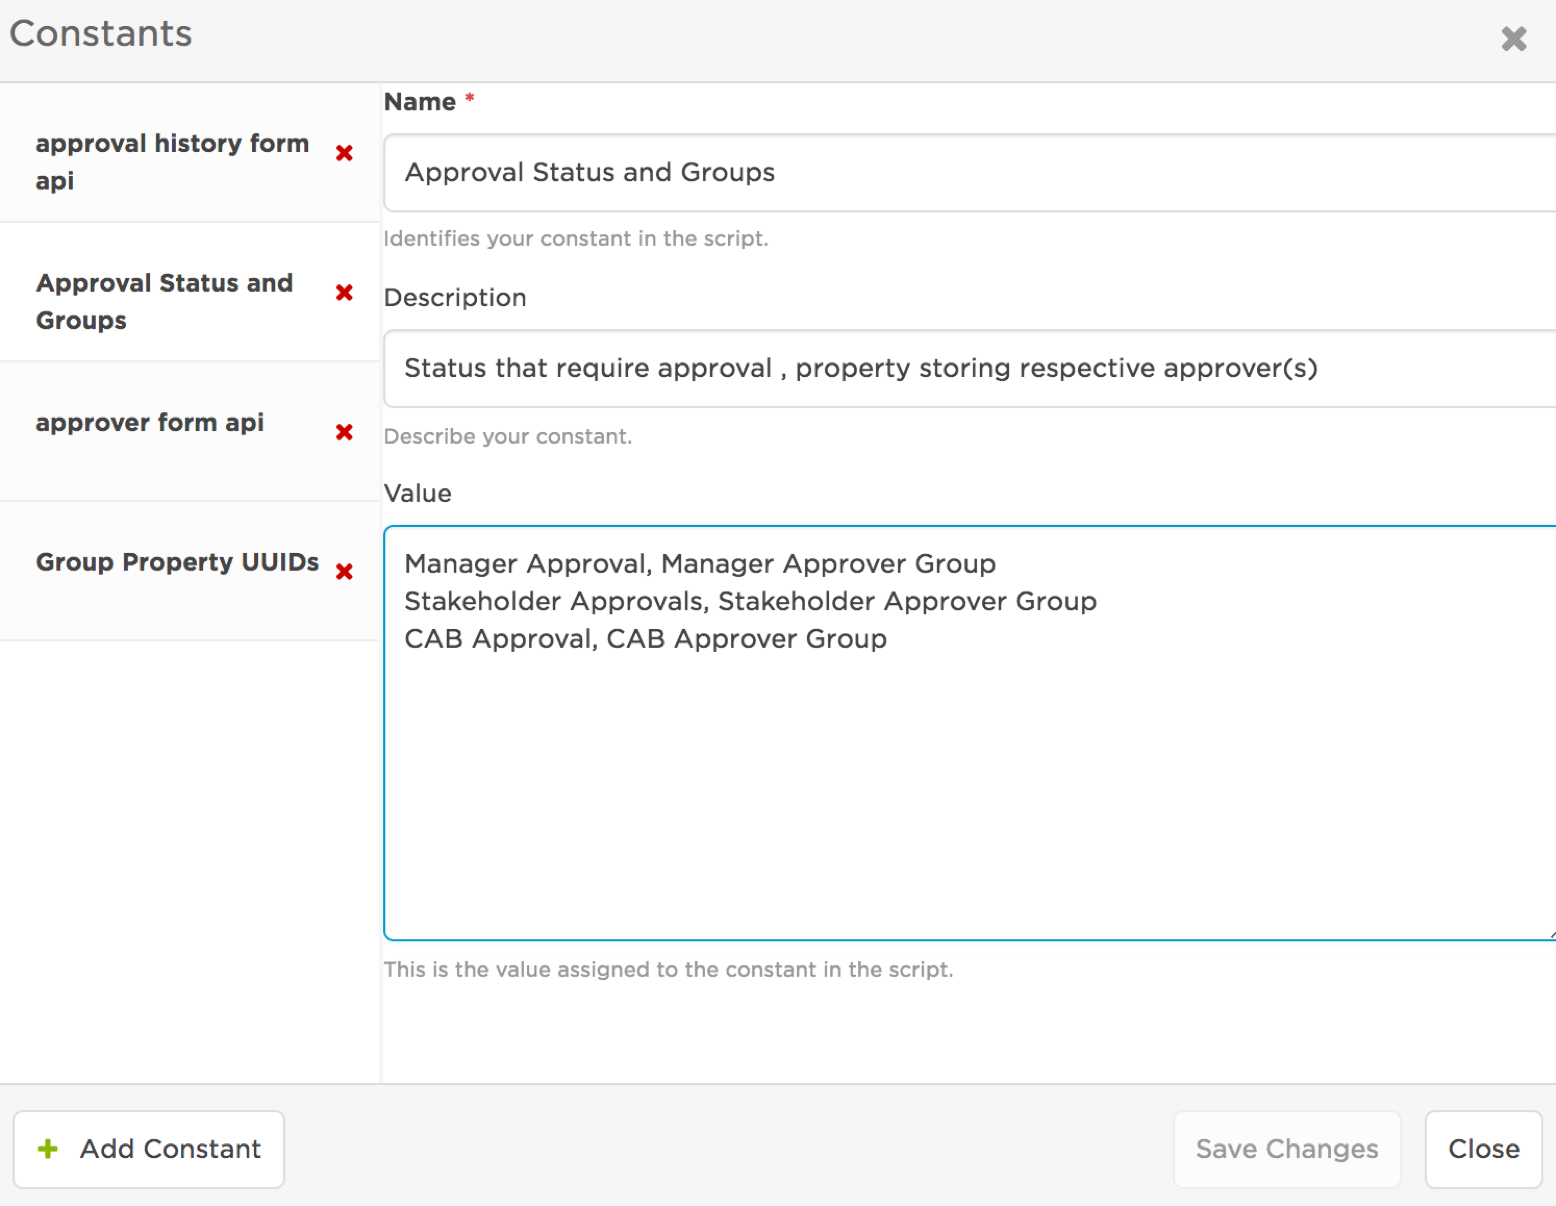 Constants
approval history form
api
Approval Status and
Groups
approver form api
Group Property UUIDs
Name *
Approval Status and Groups
Identifies your constant in the script.
Description
Status that require approval , property storing respective approver(s)
Describe your constant.
Value
Manager Approval, Manager Approver Group
Stakeholder Approvals, Stakeholder Approver Group
CAB Approval, CAB Approver Group
This is the value assigned to the constant in the script.
Add Constant
Save Changes
Close